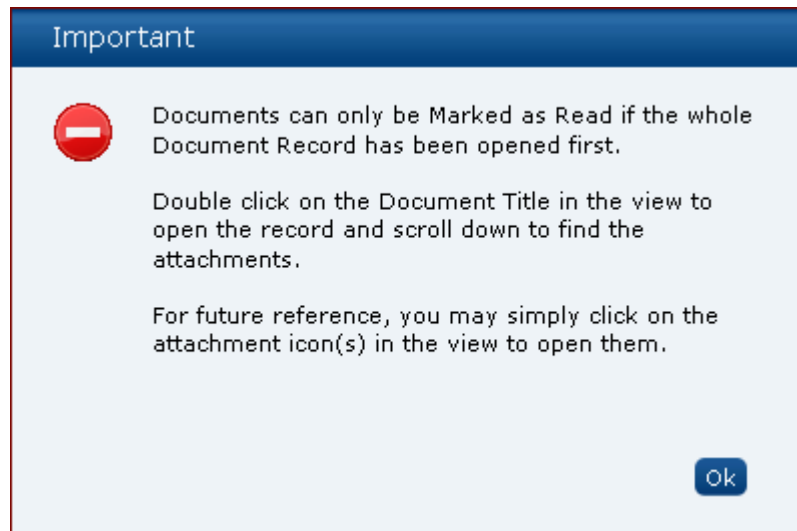 Important
Documents can only be Marked as Read if the whole
Document Record has been opened first.
Double click on the Document Title in the view to
open the record and scroll down to find the
attachments.
For future reference, you may simply click on the
attachment icon(s) in the view to open them.
Ok